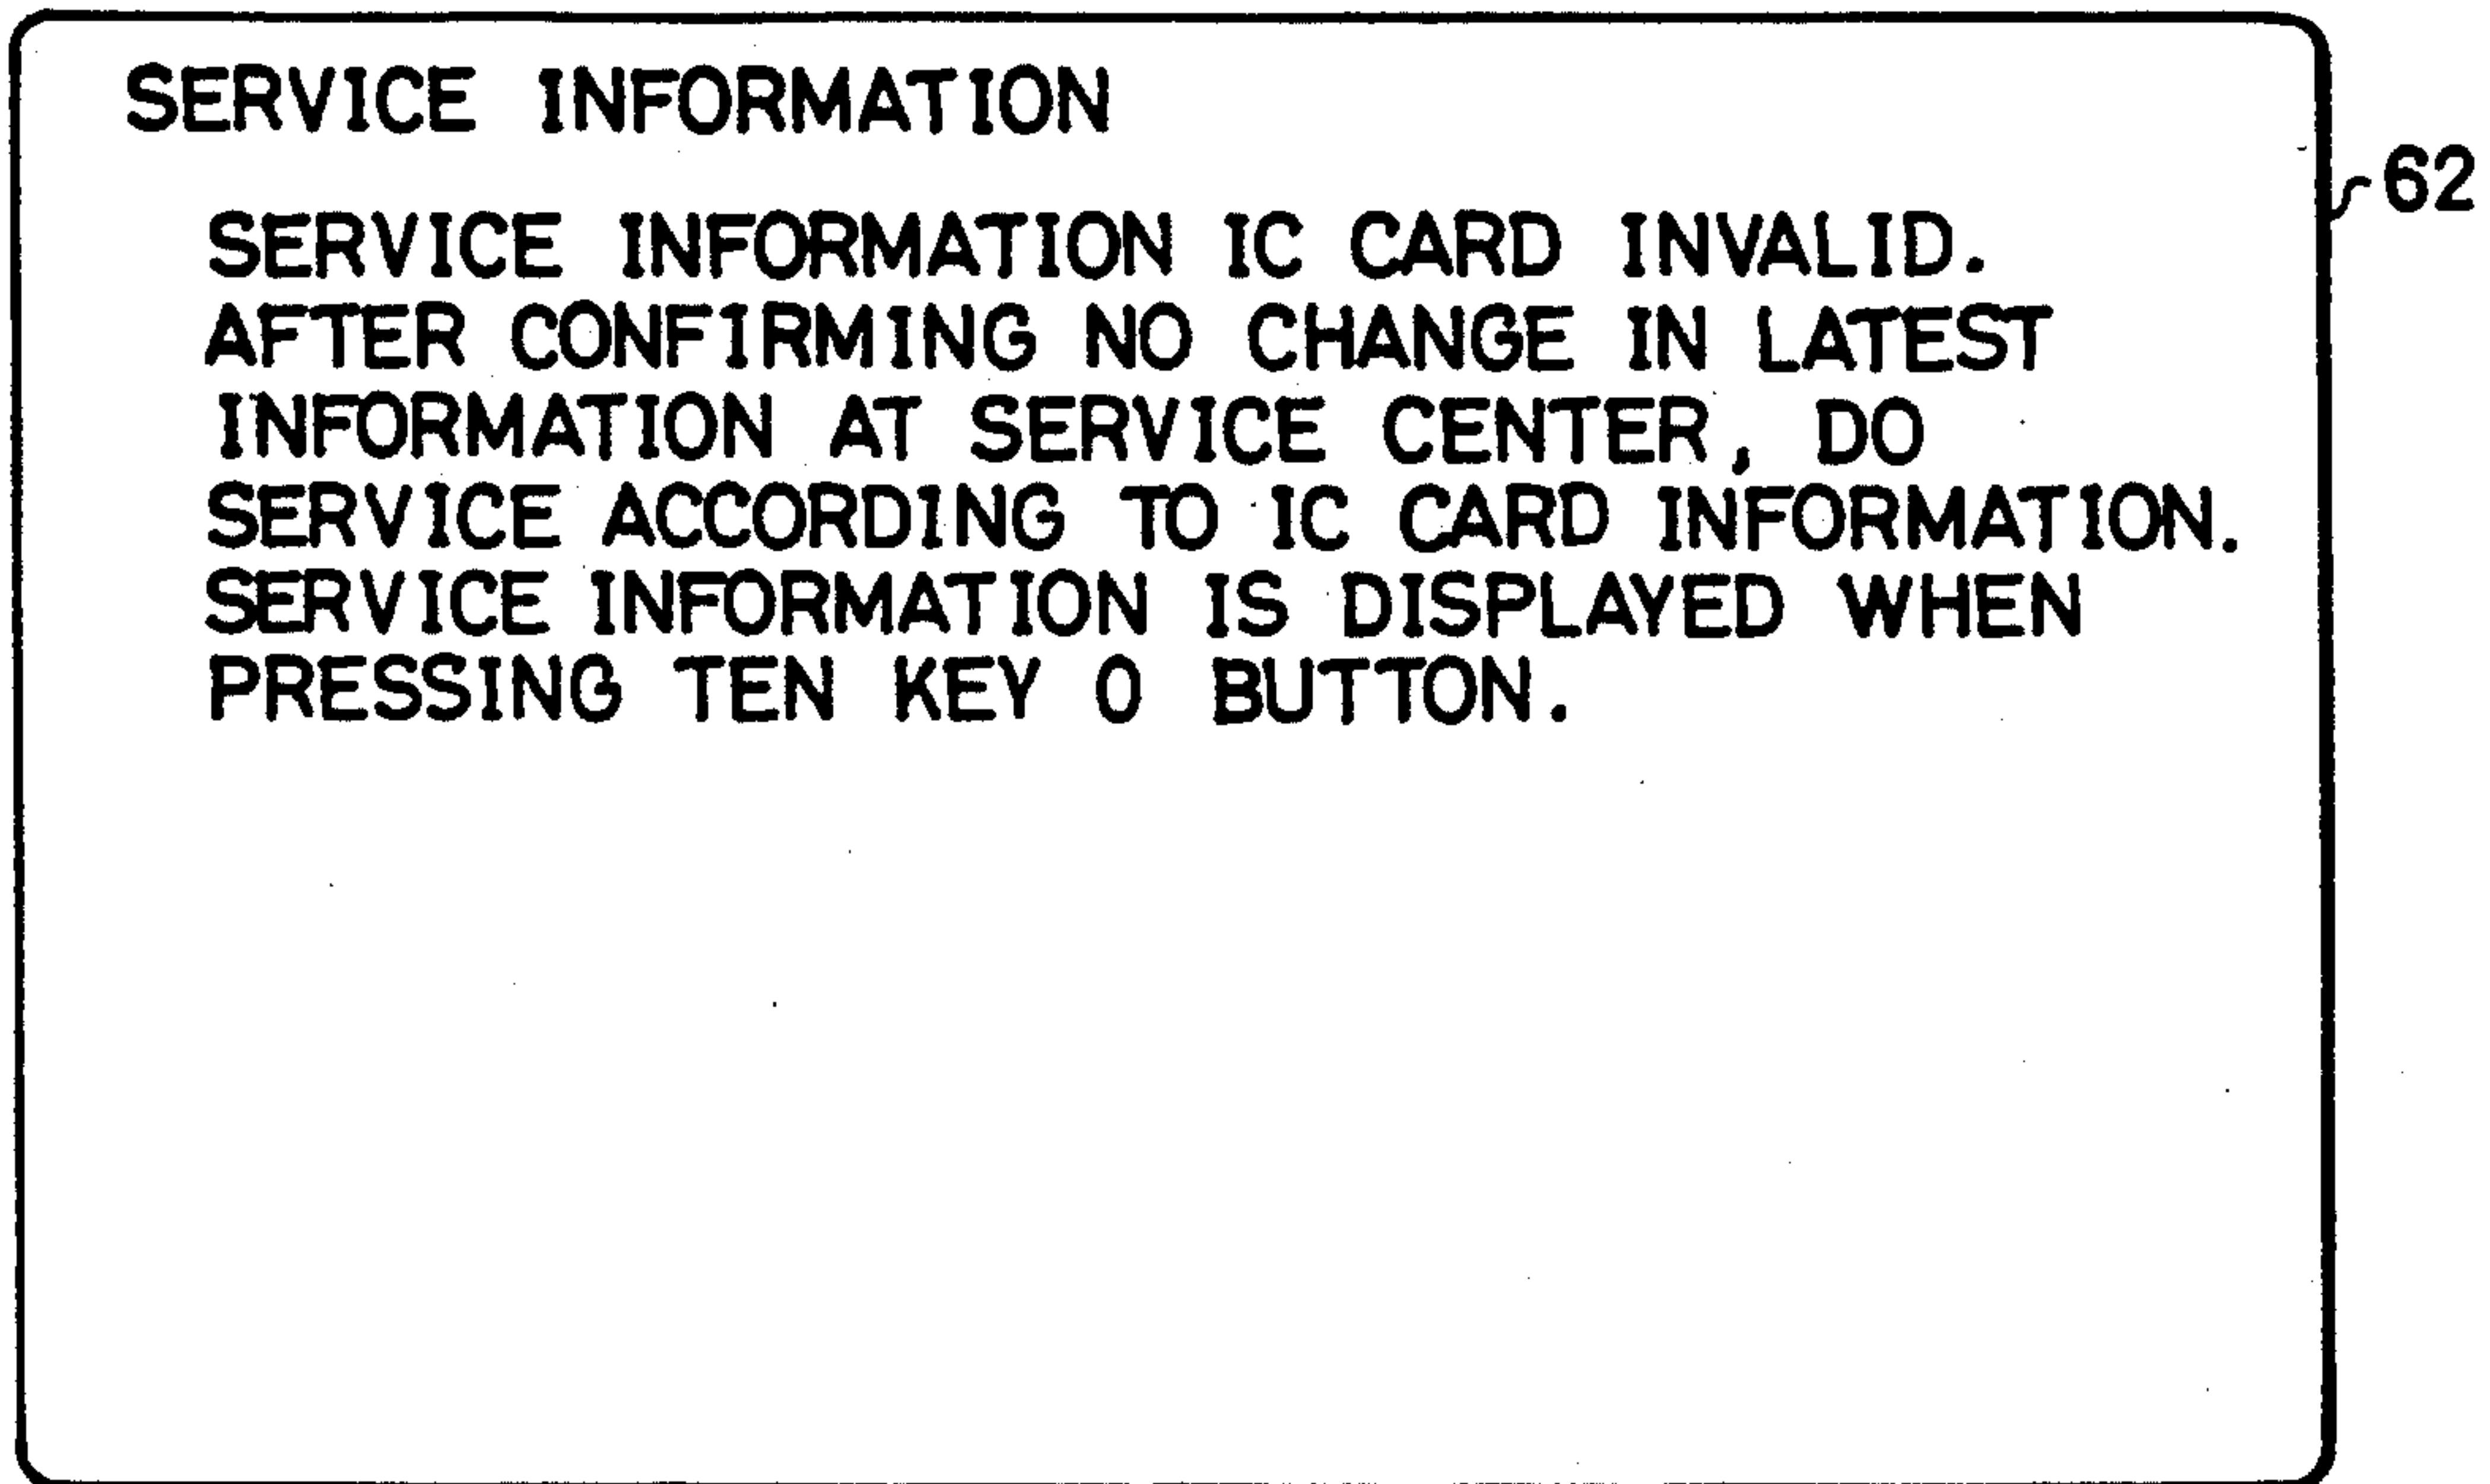 SERVICE INFORMATION
62
SERVICE INFORMATION IC CARD INVALID.
AFTER CONFIRMING NO CHANGE IN LATEST
INFORMATION AT SERVICE CENTER, DO
SERVICE ACCORDING TO IC CARD INFORMATION.
SERVICE INFORMATION IS DISPLAYED WHEN
PRESSING TEN KEY 0 BUTTON.